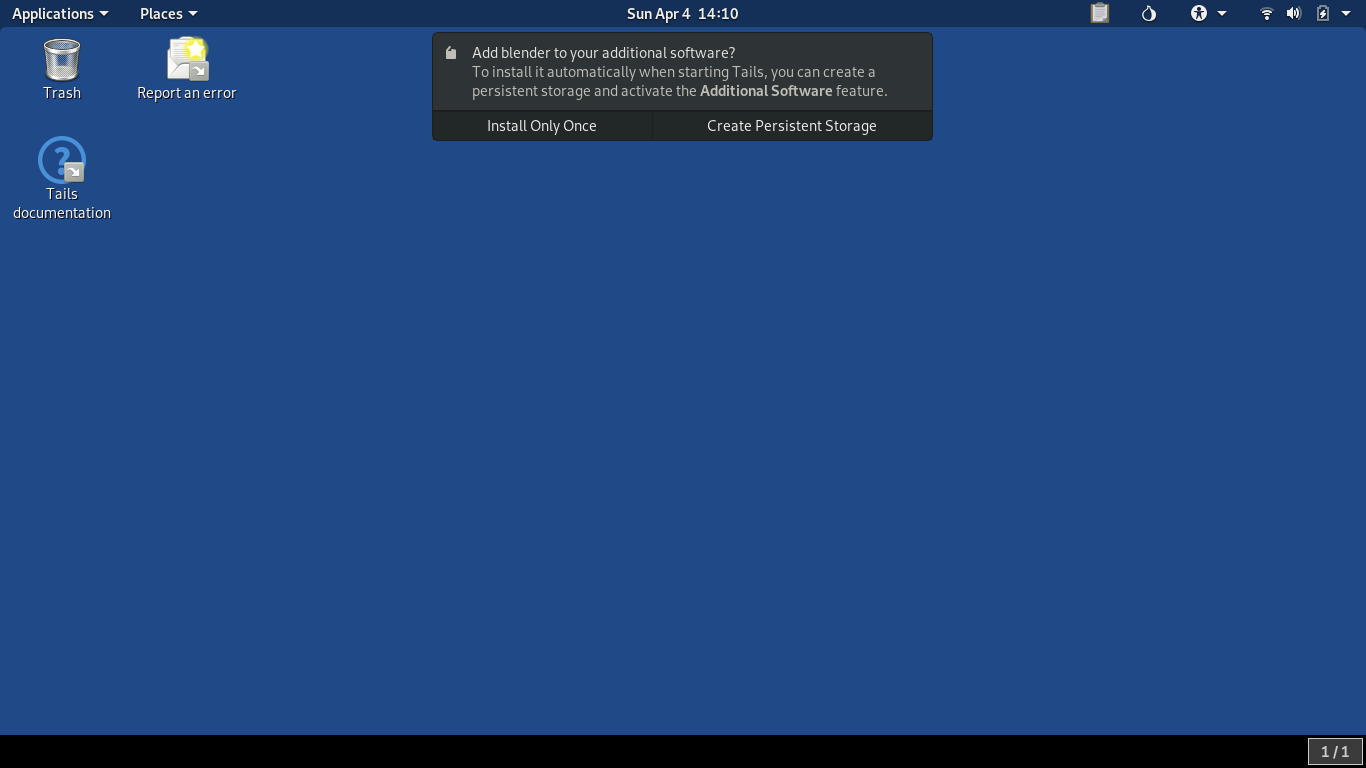 Applications Places Sun Apr 4 14:10
Trash
Report an error
Tails
documentation
Add blender to your additional software?
To install it automatically when starting Tails, you can create a
persistent storage and activate the Additional Software feature.
Install Only Once Create Persistent Storage
1 / 1